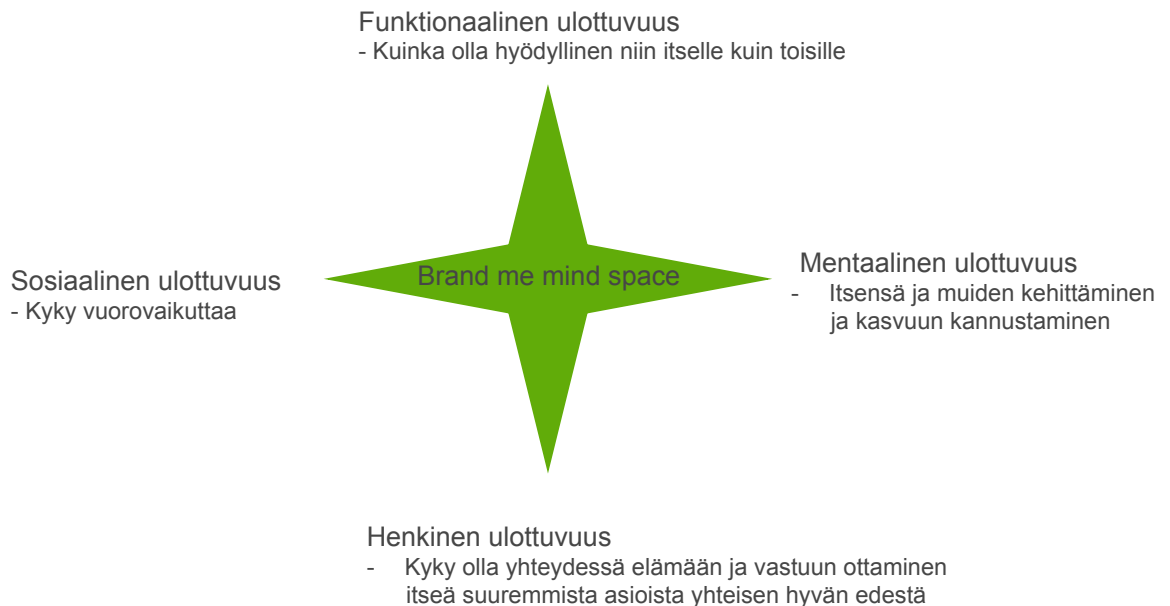 Funktionaalinen ulottuvuus
- Kuinka olla hyödyllinen niin itselle kuin toisille
Sosiaalinen ulottuvuus
- Kyky vuorovaikuttaa
Brand me mind space
Mentaalinen ulottuvuus
- Itsensä ja muiden kehittäminen
ja kasvuun kannustaminen
Henkinen ulottuvuus
- Kyky olla yhteydessä elämään ja vastuun ottaminen
itseä suuremmista asioista yhteisen hyvän edestä